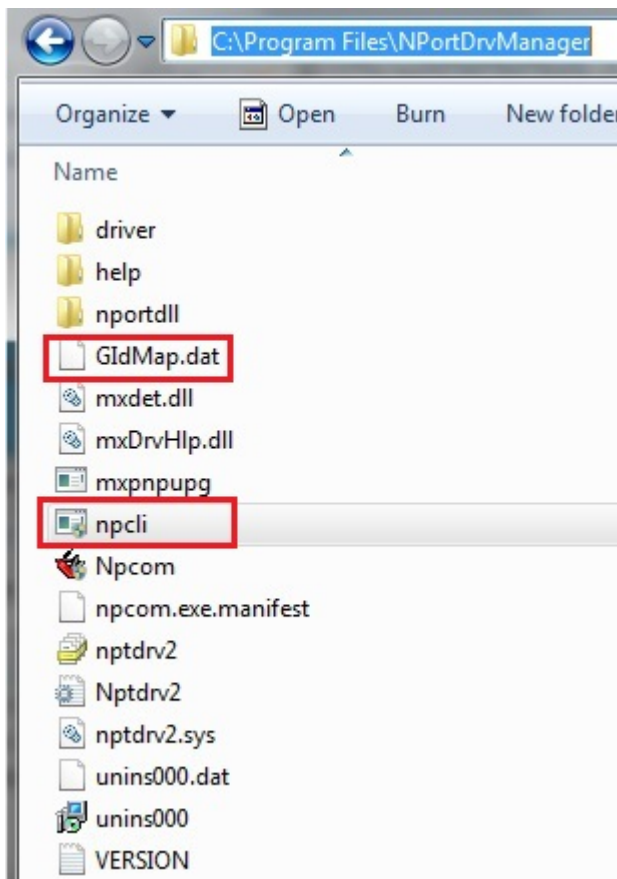 C:\Program Files\NPortDrvManager
Organize Open Burn New folder
Name
driver
help
nportdll
GIdMap.dat
mxdet.dll
mxDrvHlp.dll
mxpnpupg
npcli
Npcom
npcom.exe.manifest
nptdrv2
Nptdrv2
nptdrv2.sys
unins000.dat
unins000
VERSION